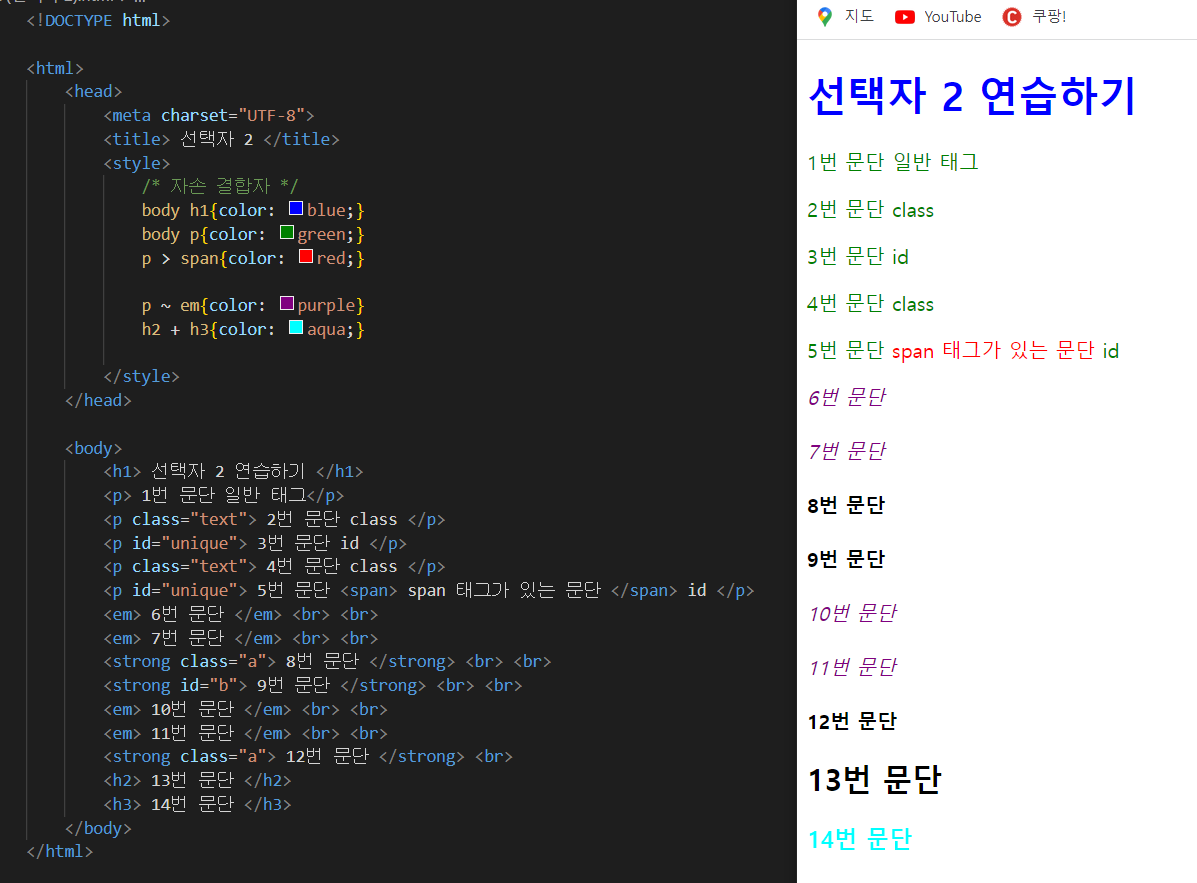 <!DOCTYPE html>
<html>
<head>
<meta charset="UTF-8">
<title> 선택자 2 </title>
<style>
/* 자손 결합자 */
body h1{color: blue;}
body p{color: green;}
p > span{color: red;}
p ~ em{color: purple}
h2 + h3{color: aqua;}
</style>
</head>
<body>
<h1> 선택자 2 연습하기 </h1>
<p> 1번 문단 일반 태그</p>
<p class="text"> 2번 문단 class </p>
<p id="unique"> 3번 문단 id </p>
<p class="text"> 4번 문단 class </p>
<p id="unique"> 5번 문단 <span> span 태그가 있는 문단 </span> id </p>
<em> 6번 문단 </em> <br> <br>
<em> 7번 문단 </em> <br> <br>
<strong class="a"> 8번 문단 </strong> <br> <br>
<strong id="b"> 9번 문단 </strong> <br> <br>
<em> 10번 문단 </em> <br> <br>
<em> 11번 문단 </em> <br> <br>
<strong class="a"> 12번 문단 </strong> <br>
<h2> 13번 문단 </h2>
<h3> 14번 문단 </h3>
</body>
</html>
지도 YouTube C 쿠팡!
선택자 2 연습하기
1번 문단 일반 태그
2번 문단 class
3번 문단 id
4번 문단 class
5번 문단 span 태그가 있는 문단 id
6번 문단
7번 문단
8번 문단
9번 문단
10번 문단
11번 문단
12번 문단
13번 문단
14번 문단